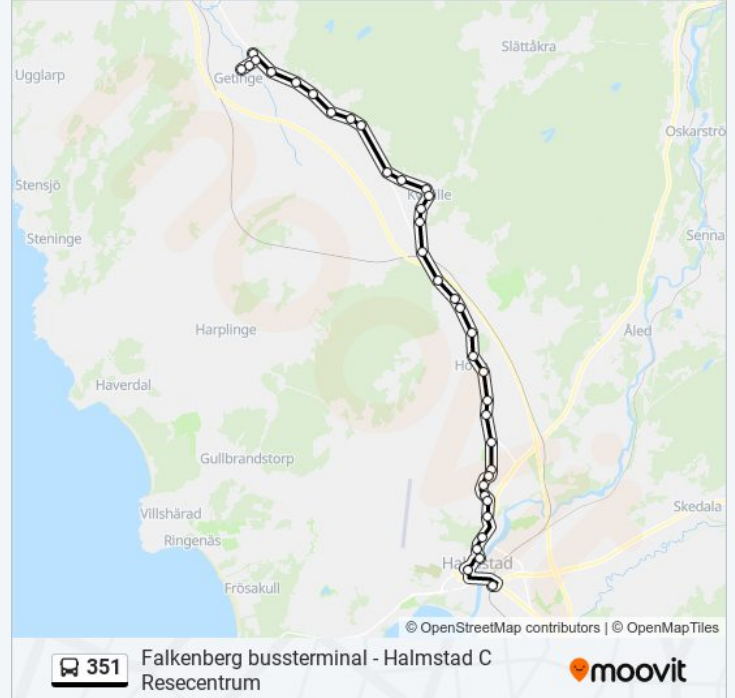 Slättåkra
Ugglarp
Getinge
Oskarströ
Stensjö
Kvibille
Steninge
Senna
Harplinge
Åled
Haverdal
Gullbrandstorp
Villshärad
Skedala
Ringenäs
Halmstad
Frösakull
© OpenStreetMap contributors | © OpenMapTiles
351
Falkenberg bussterminal - Halmstad C
Resecentrum
moovit